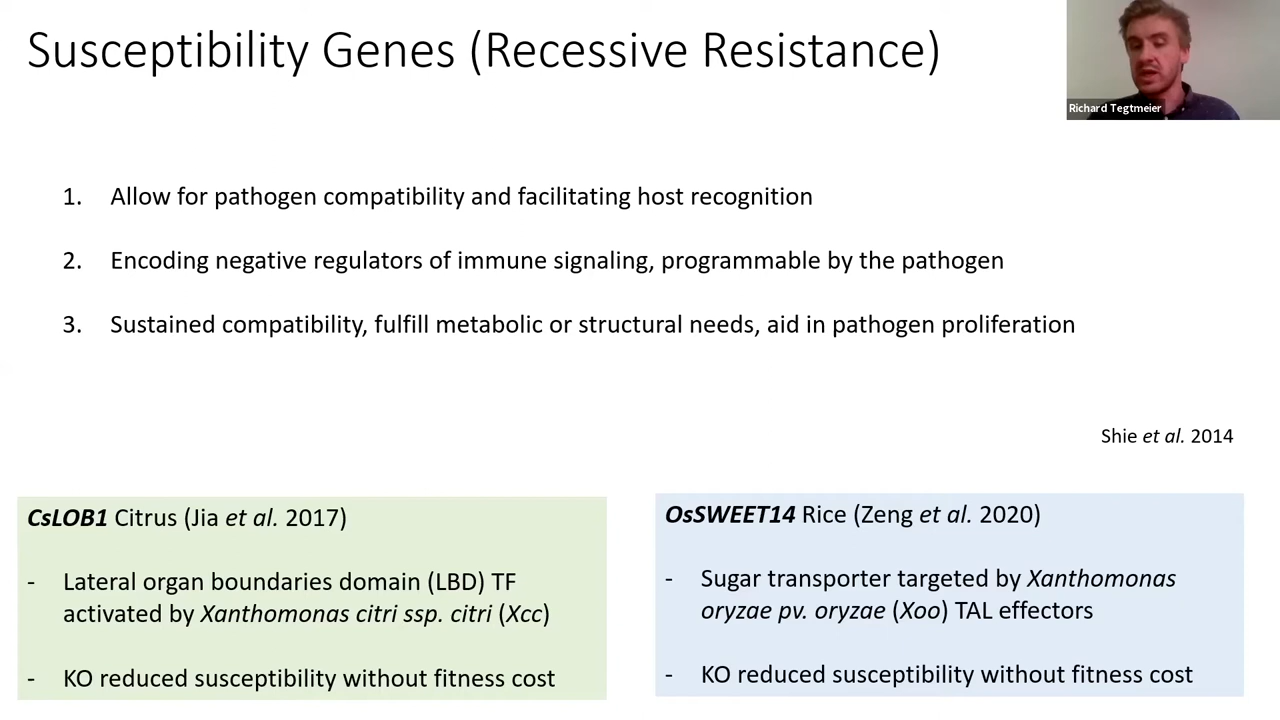 Susceptibility Genes (Recessive Resistance)
Richard Tegtmeier
1. Allow for pathogen compatibility and facilitating host recognition
2. Encoding negative regulators of immune signaling, programmable by the pathogen
3. Sustained compatibility, fulfill metabolic or structural needs, aid in pathogen proliferation
Shie et al. 2014
CsLOB1 Citrus (Jia et al. 2017)
- Lateral organ boundaries domain (LBD) TF
activated by Xanthomonas citri ssp. citri (Xcc)
- KO reduced susceptibility without fitness cost
OsSWEET14 Rice (Zeng et al. 2020)
- Sugar transporter targeted by Xanthomonas
oryzae pv. oryzae (Xoo) TAL effectors
- KO reduced susceptibility without fitness cost